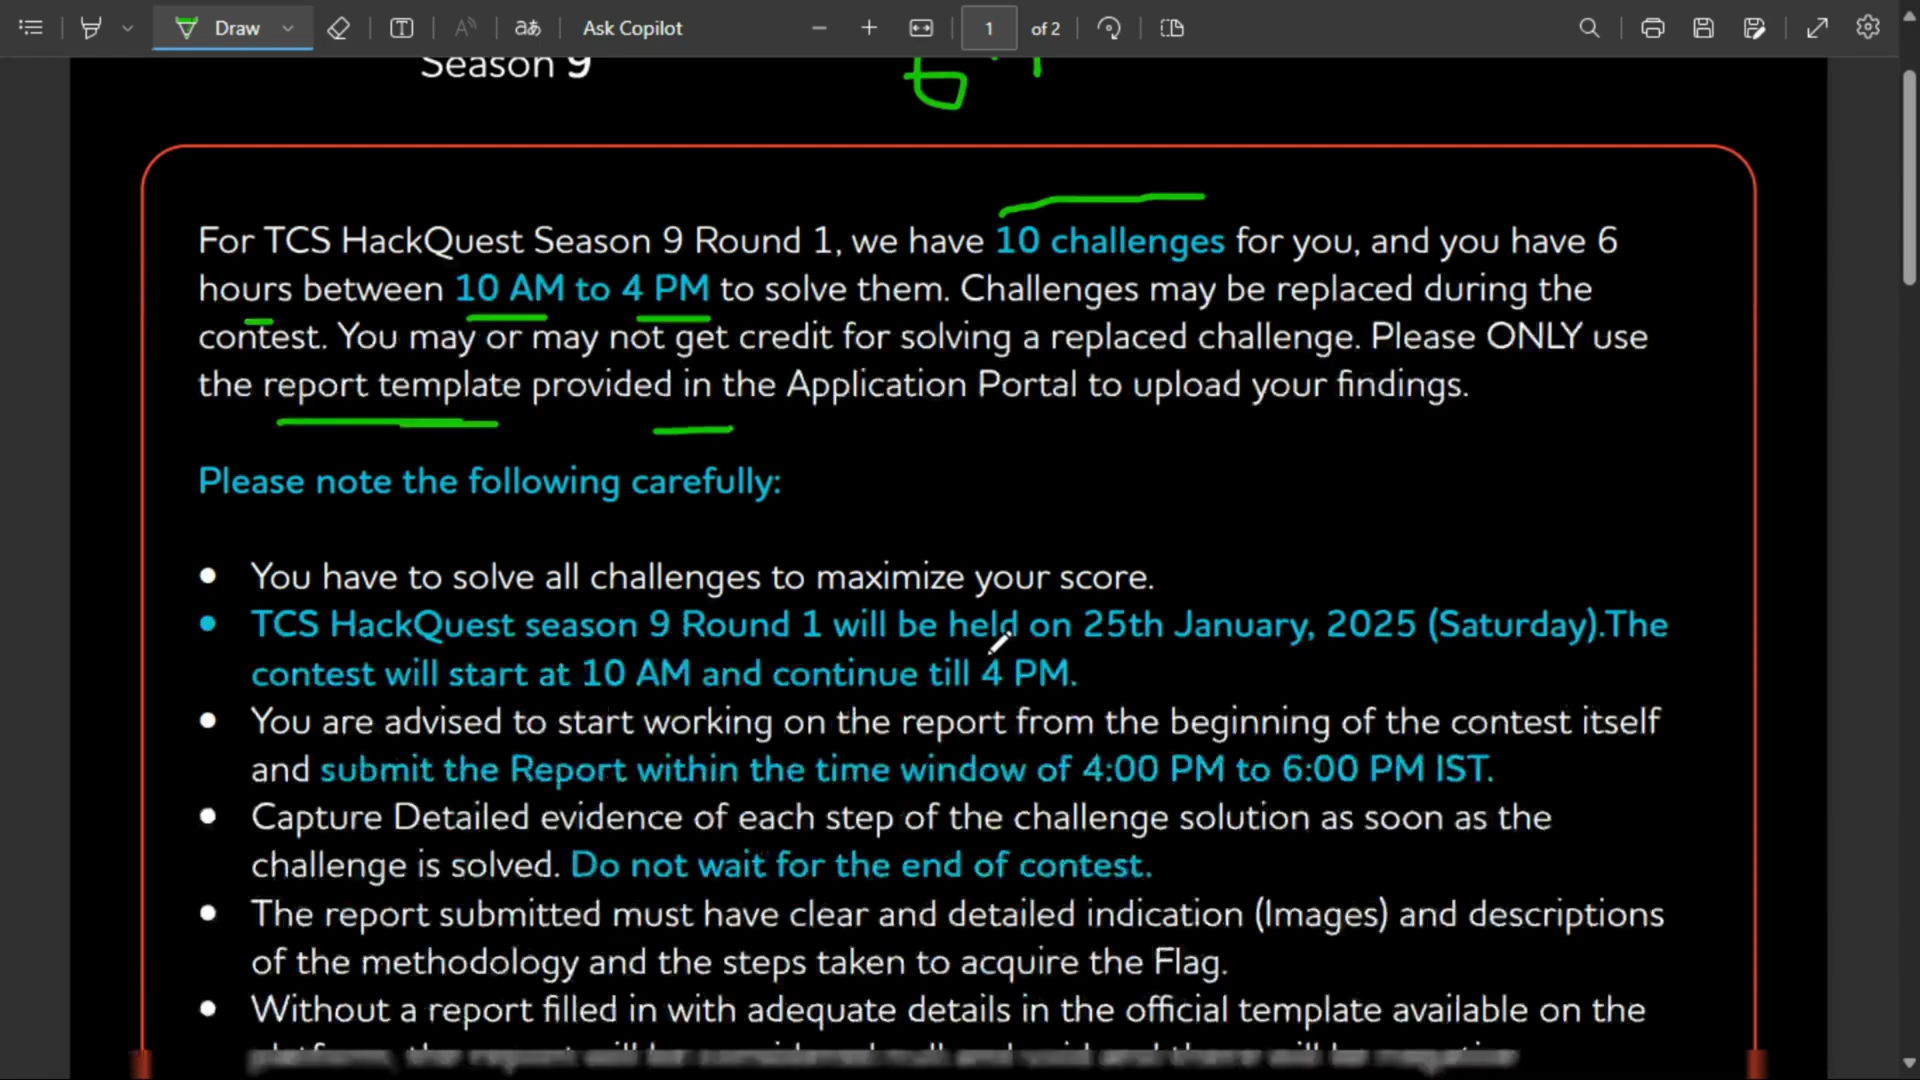 Draw
Ask Copilot
1
of 2
Season 9
For TCS HackQuest Season 9 Round 1, we have 10 challenges for you, and you have 6
hours between 10 AM to 4 PM to solve them. Challenges may be replaced during the
contest. You may or may not get credit for solving a replaced challenge. Please ONLY use
the report template provided in the Application Portal to upload your findings.
Please note the following carefully:
• You have to solve all challenges to maximize your score.
• TCS HackQuest season 9 Round 1 will be held on 25th January, 2025 (Saturday).The
contest will start at 10 AM and continue till 4 PM.
• You are advised to start working on the report from the beginning of the contest itself
and submit the Report within the time window of 4:00 PM to 6:00 PM IST.
• Capture Detailed evidence of each step of the challenge solution as soon as the
challenge is solved. Do not wait for the end of contest.
• The report submitted must have clear and detailed indication (Images) and descriptions
of the methodology and the steps taken to acquire the Flag.
• Without a report filled in with adequate details in the official template available on the